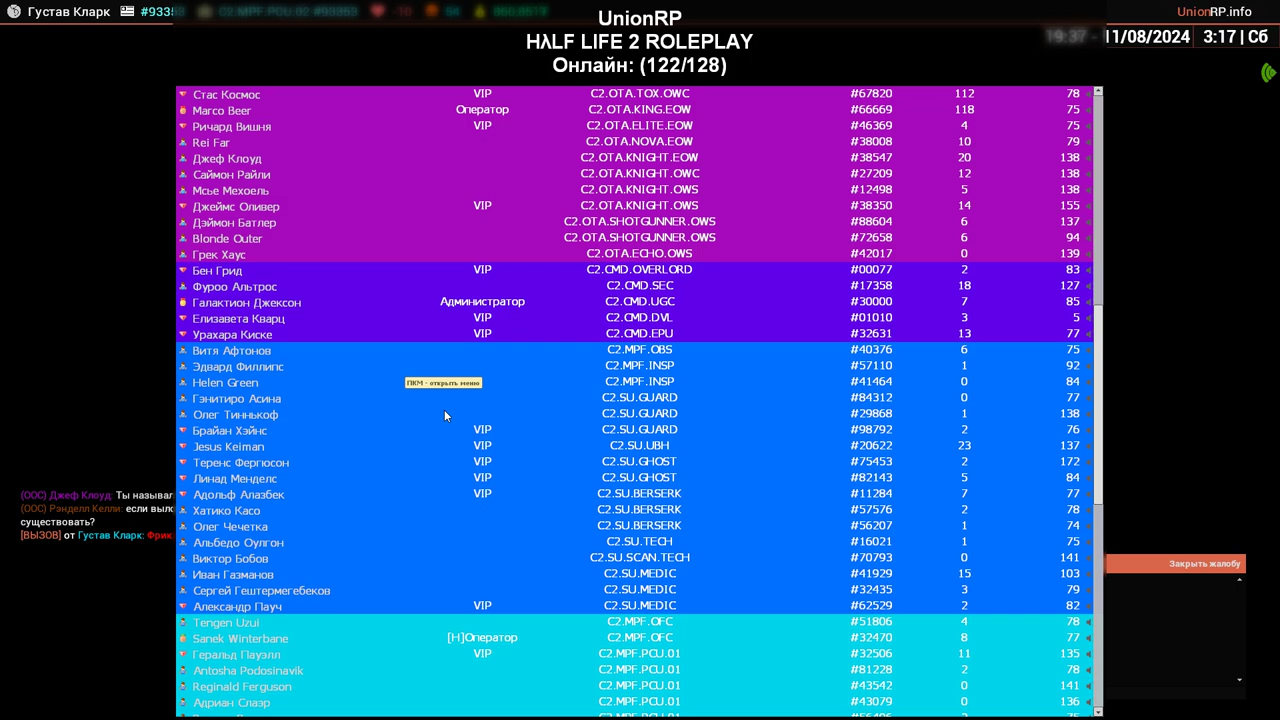 Густав Кларк #9335
UnionRP
HλLF LIFE 2 ROLEPLAY
Онлайн: (122/128)
UnionRP.info
19:37 - 11/08/2024 3:17 | Сб
Стас Космос VIP C2.OTA.TOX.OWC #67820 112 78
Marco Beer Оператор C2.OTA.KING.EOW #66669 118 75
Ричард Вишня VIP C2.OTA.ELITE.EOW #46369 4 75
Rei Far C2.OTA.NOVA.EOW #38008 10 79
Джеф Клоуд C2.OTA.KNIGHT.EOW #38547 20 138
Саймон Райли C2.OTA.KNIGHT.OWC #27209 12 138
Мсье Мехоель C2.OTA.KNIGHT.OWS #12498 5 138
Джеймс Оливер VIP C2.OTA.KNIGHT.OWS #38350 14 155
Дэймон Батлер C2.OTA.SHOTGUNNER.OWS #88604 6 137
Blonde Outer C2.OTA.SHOTGUNNER.OWS #72658 6 94
Грек Хаус C2.OTA.ECHO.OWS #42017 0 139
Бен Грид VIP C2.CMD.OVERLORD #00077 2 83
Фуроо Альтрос C2.CMD.SEC #17358 18 127
Галактион Джексон Администратор C2.CMD.UGC #30000 7 85
Елизавета Кварц VIP C2.CMD.DVL #01010 3 5
Урахара Киске VIP C2.CMD.EPU #32631 13 77
Витя Афтонов C2.MPF.OBS #40376 6 75
Эдвард Филлипс C2.MPF.INSP #57110 1 92
Helen Green C2.MPF.INSP #41464 0 84
ПКМ - открыть меню
Гэнитиро Асина C2.SU.GUARD #84312 0 77
Олег Тиннькоф C2.SU.GUARD #29868 1 138
Брайан Хэйнс VIP C2.SU.GUARD #98792 2 76
Jesus Keiman VIP C2.SU.UBH #20622 23 137
Теренс Фергюсон VIP C2.SU.GHOST #75453 2 172
Линад Менделс VIP C2.SU.GHOST #82143 5 84
Адольф Алазбек VIP C2.SU.BERSERK #11284 7 77
Хатико Касо C2.SU.BERSERK #57576 2 78
Олег Чечетка C2.SU.BERSERK #56207 1 74
Альбедо Оулгон C2.SU.TECH #16021 1 75
Виктор Бобов C2.SU.SCAN.TECH #70793 0 141
Иван Газманов C2.SU.MEDIC #41929 15 103
Сергей Гештермегебеков C2.SU.MEDIC #32435 3 79
Александр Пауч VIP C2.SU.MEDIC #62529 2 82
Tengen Uzui C2.MPF.OFC #51806 4 78
Sanek Winterbane [Н]Оператор C2.MPF.OFC #32470 8 77
Геральд Пауэлл VIP C2.MPF.PCU.01 #32506 11 135
Antosha Podosinavik C2.MPF.PCU.01 #81228 2 78
Reginald Ferguson C2.MPF.PCU.01 #43542 0 141
Адриан Слаэр C2.MPF.PCU.01 #43079 0 136
(OOC) Джеф Клоуд: Ты называл
(OOC) Рэнделл Келли: если выло
существовать?
[ВЫЗОВ] от Густав Кларк: Фрик
Закрыть жалобу